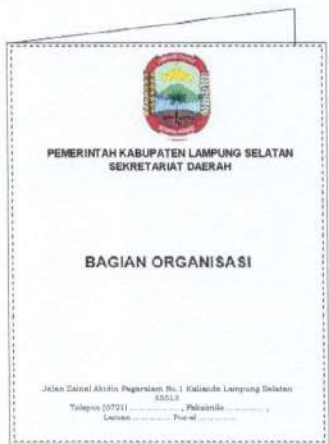 PEMERINTAH KABUPATEN LAMPUNG SELATAN
SEKRETARIAT DAERAH
BAGIAN ORGANISASI
Jalan Zainal Abidin Pagaralam No.1 Kalianda Lampung Selatan
35513
Telepon (0721) .................. , Faksimile .............. ,
Laman ............... Pos-el ...............